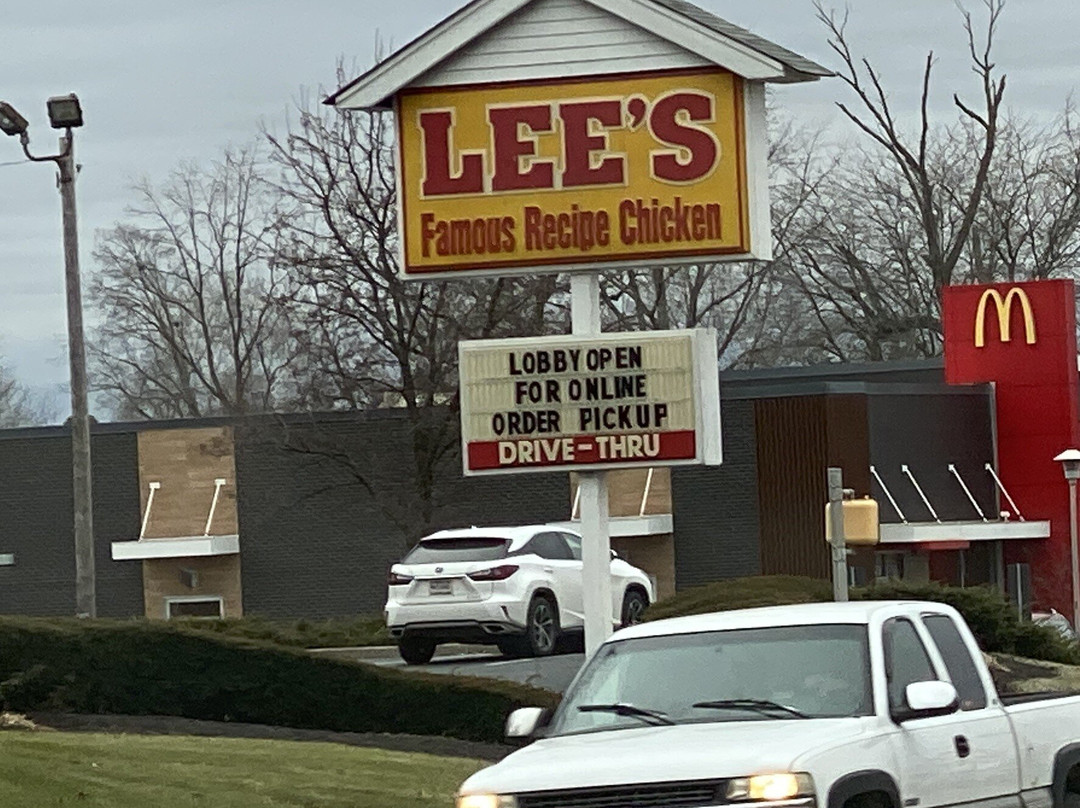 LEE'S
Famous Recipe Chicken
LOBBY OPEN
FOR ONLINE
ORDER PICKUP
DRIVE-THRU
M